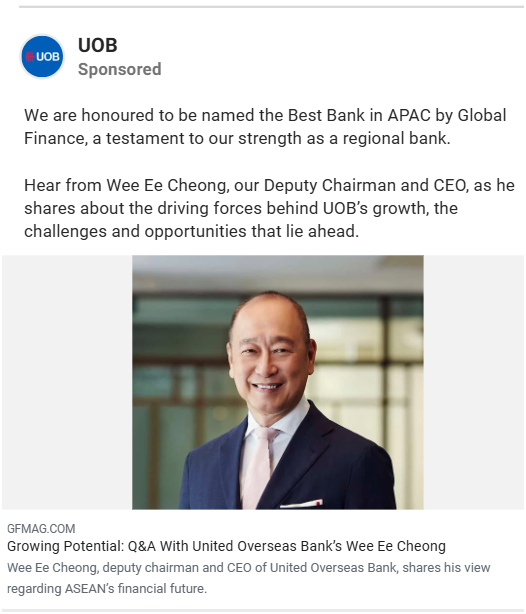 UOB
UOB
Sponsored
We are honoured to be named the Best Bank in APAC by Global
Finance, a testament to our strength as a regional bank.
Hear from Wee Ee Cheong, our Deputy Chairman and CEO, as he
shares about the driving forces behind UOB’s growth, the
challenges and opportunities that lie ahead.
GFMAG.COM
Growing Potential: Q&A With United Overseas Bank’s Wee Ee Cheong
Wee Ee Cheong, deputy chairman and CEO of United Overseas Bank, shares his view
regarding ASEAN’s financial future.